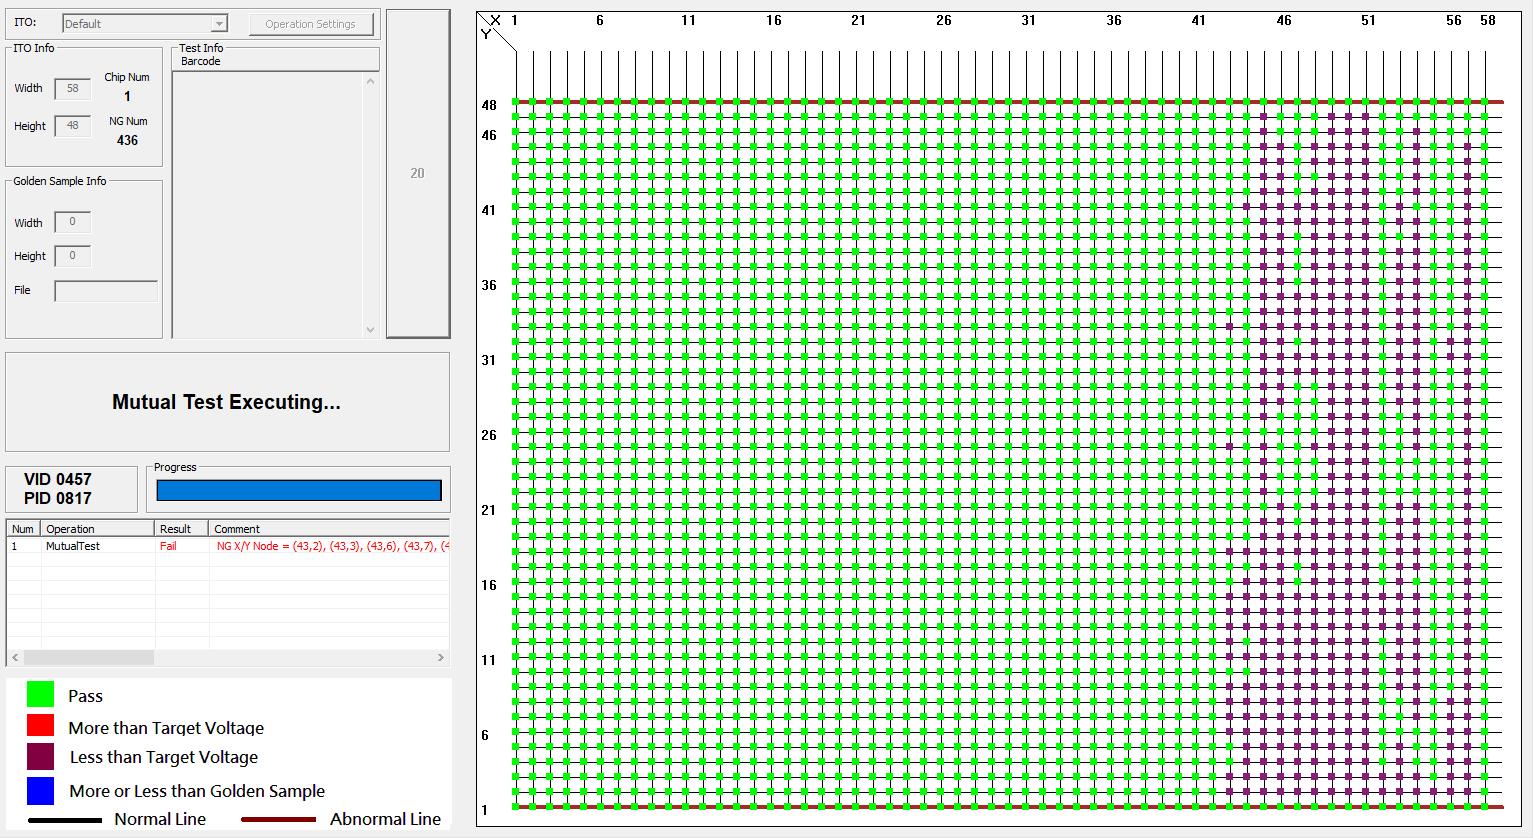 ITO:
Default
Operation Settings
ITO Info
Width
58
Chip Num
1
Height
48
NG Num
436
Test Info
Barcode
20
Golden Sample Info
Width
0
Height
0
File
Mutual Test Executing...
VID 0457
PID 0817
Progress
Num Operation Result Comment
1 MutualTest Fail NG X/Y Node = (43,2), (43,3), (43,6), (43,7), (4
Pass
More than Target Voltage
Less than Target Voltage
More or Less than Golden Sample
Normal Line
Abnormal Line
X 1 6 11 16 21 26 31 36 41 46 51 56 58
Y
48
46
41
36
31
26
21
16
11
6
1